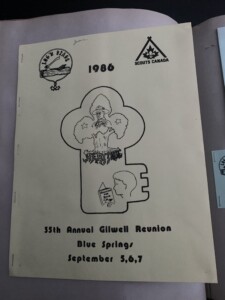 1986
SCOUTS CANADA
55th Annual Gilwell Reunion
Blue Springs
September 5,6,7